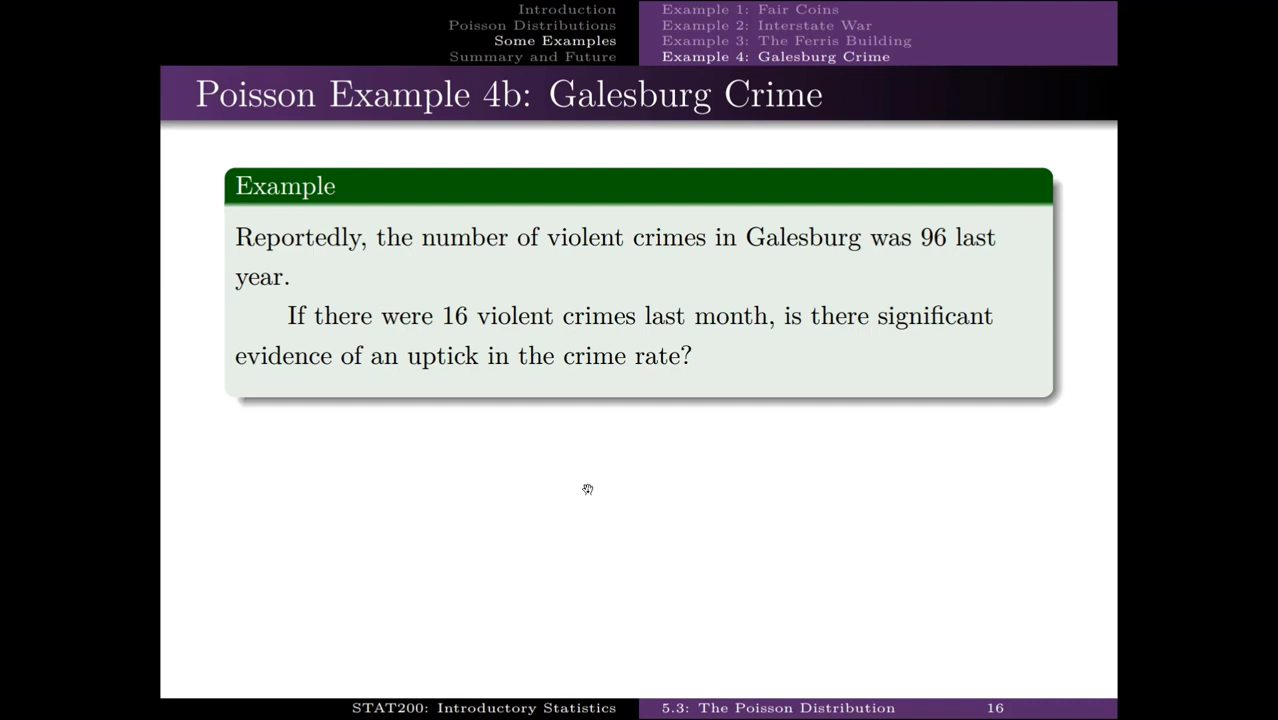 Introduction
Poisson Distributions
Some Examples
Summary and Future
Example 1: Fair Coins
Example 2: Interstate War
Example 3: The Ferris Building
Example 4: Galesburg Crime
Poisson Example 4b: Galesburg Crime
Example
Reportedly, the number of violent crimes in Galesburg was 96 last
year.
If there were 16 violent crimes last month, is there significant
evidence of an uptick in the crime rate?
STAT200: Introductory Statistics
5.3: The Poisson Distribution
16